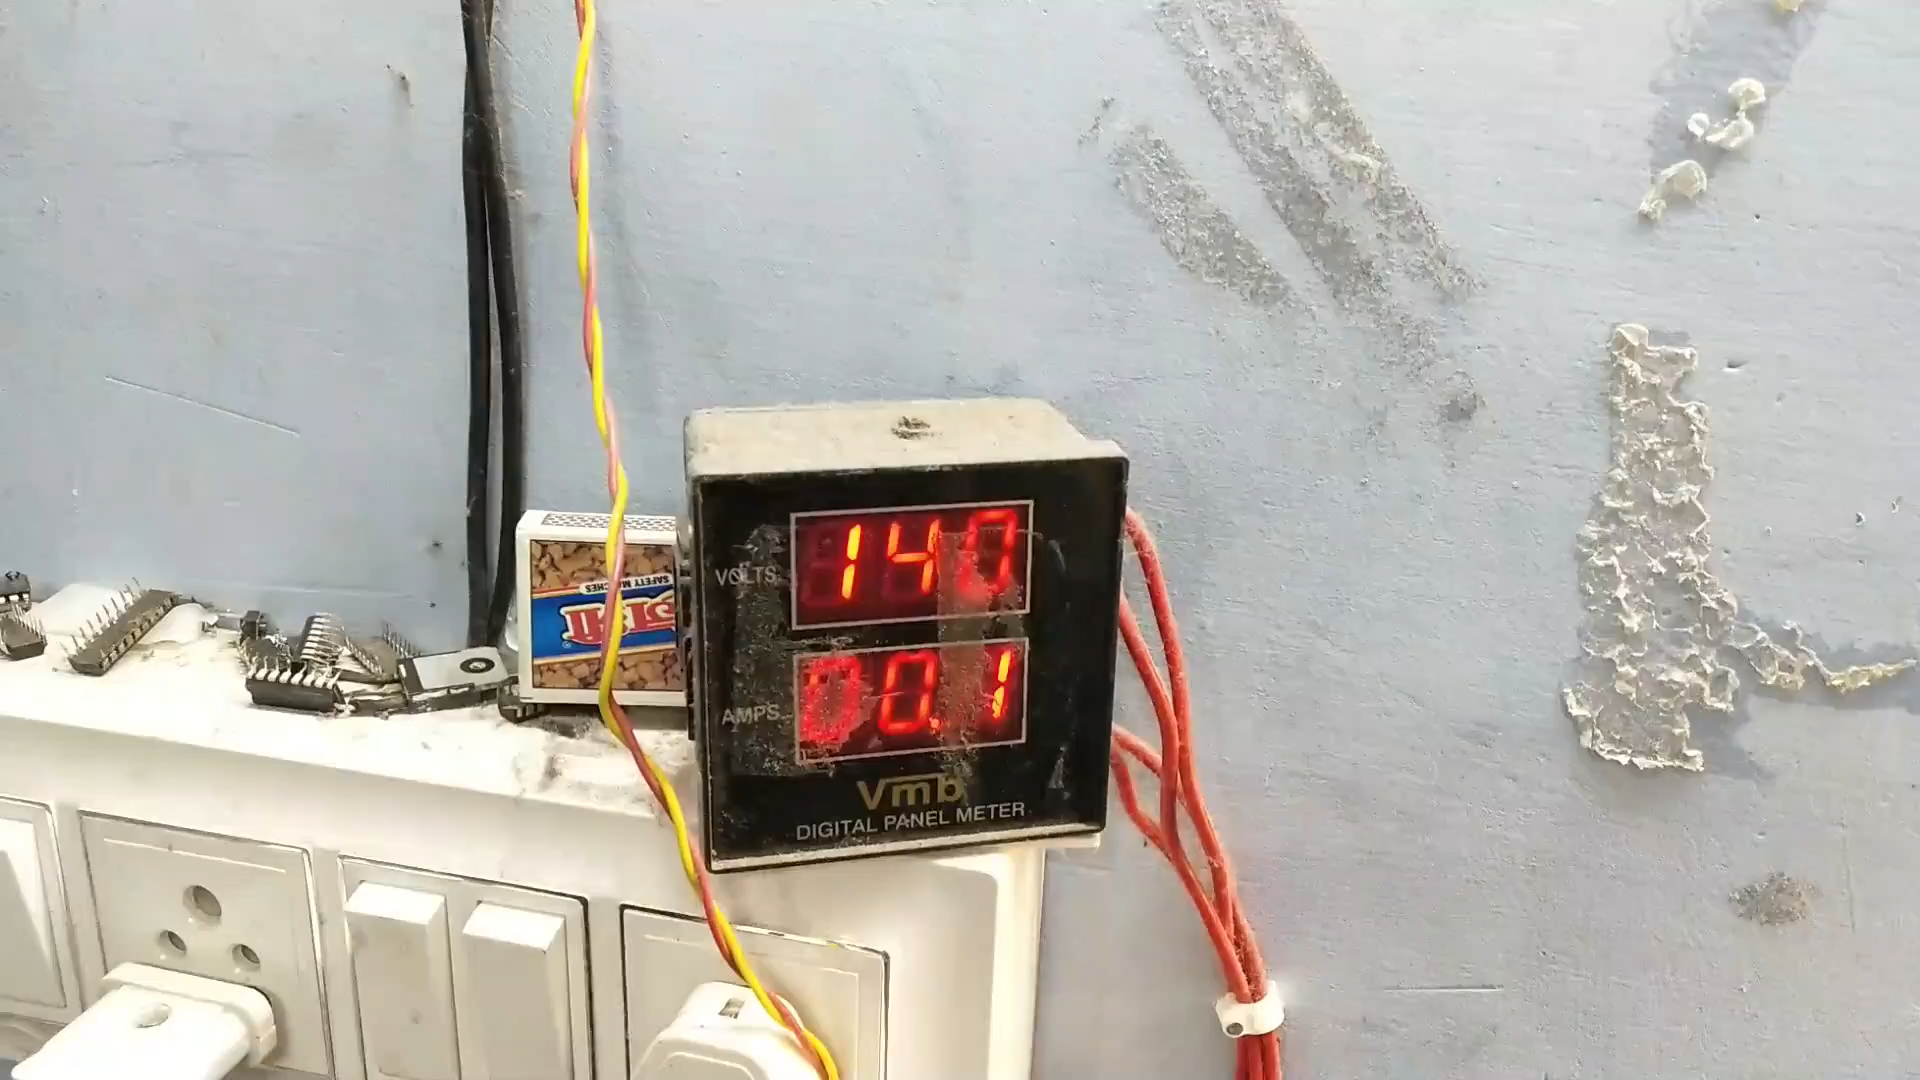 VOLTS
140
AMPS
00.1
Vmb
DIGITAL PANEL METER
SAFETY MATCHES